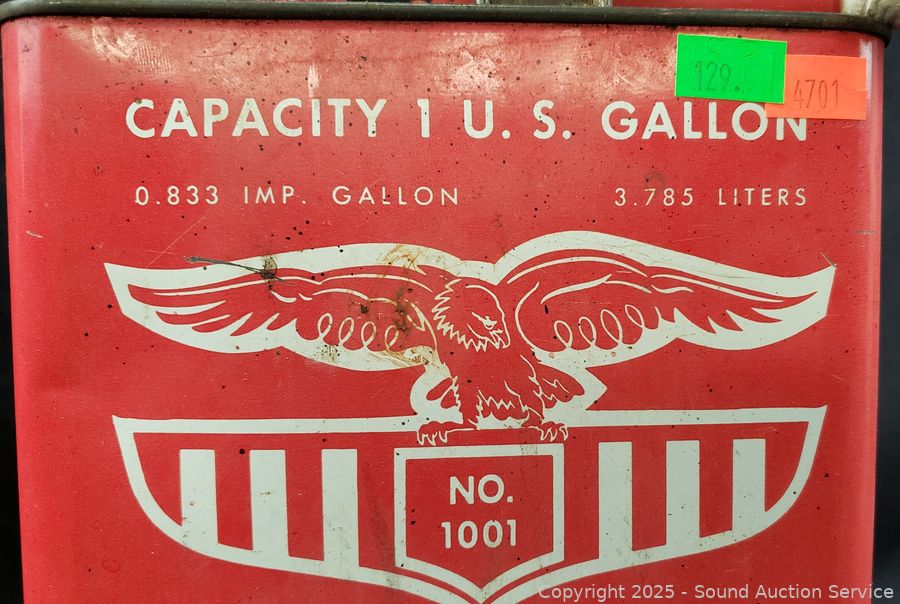 129.
4701
CAPACITY 1 U. S. GALLON
0.833 IMP. GALLON 3.785 LITERS
NO.
1001
Copyright 2025 - Sound Auction Service